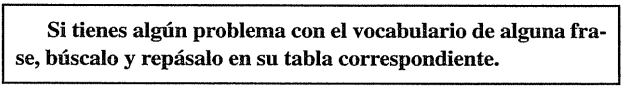 Si tienes algún problema con el vocabulario de alguna fra-
se, búscalo y repásalo en su tabla correspondiente.